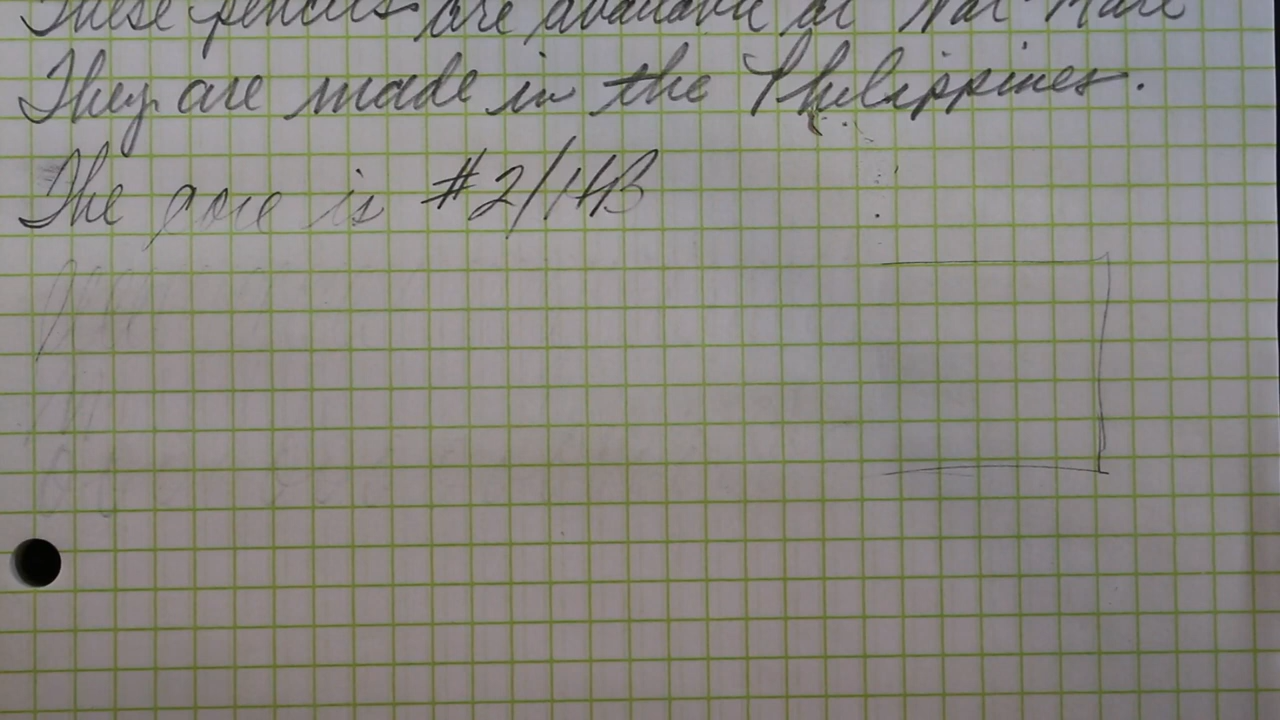 These pencils are available at Wal-Mart
They are made in the Philippines.
The core is #2/HB